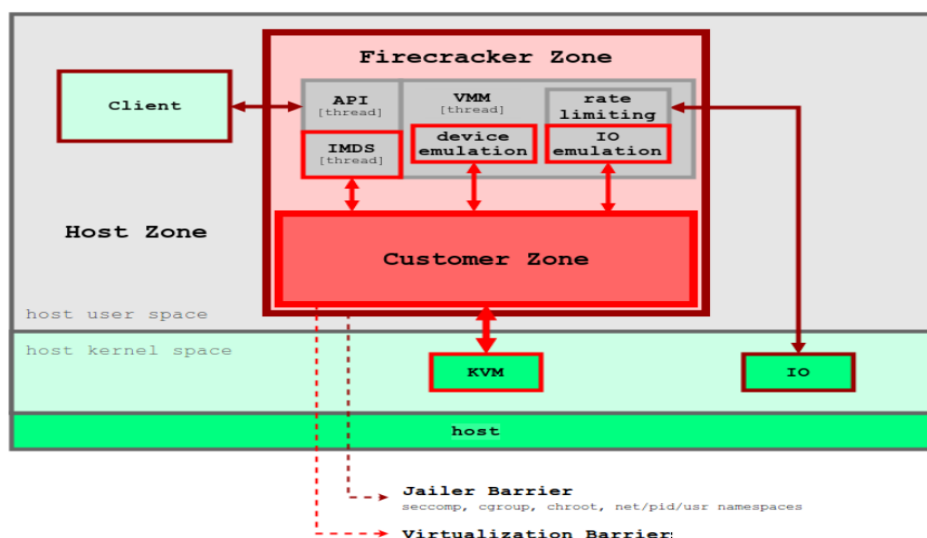 Firecracker Zone
Client
API
[thread]
VMM
[thread]
rate
limiting
IMDS
[thread]
device
emulation
IO
emulation
Host Zone
Customer Zone
host user space
host kernel space
KVM
IO
host
Jailer Barrier
seccomp, cgroup, chroot, net/pid/usr namespaces
Virtualization Barrier